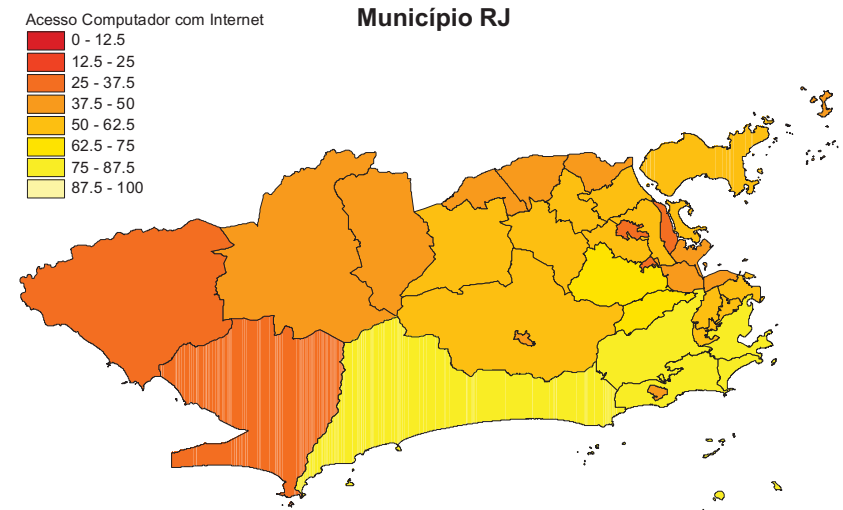 Município RJ
Acesso Computador com Internet
0 - 12.5
12.5 - 25
25 - 37.5
37.5 - 50
50 - 62.5
62.5 - 75
75 - 87.5
87.5 - 100